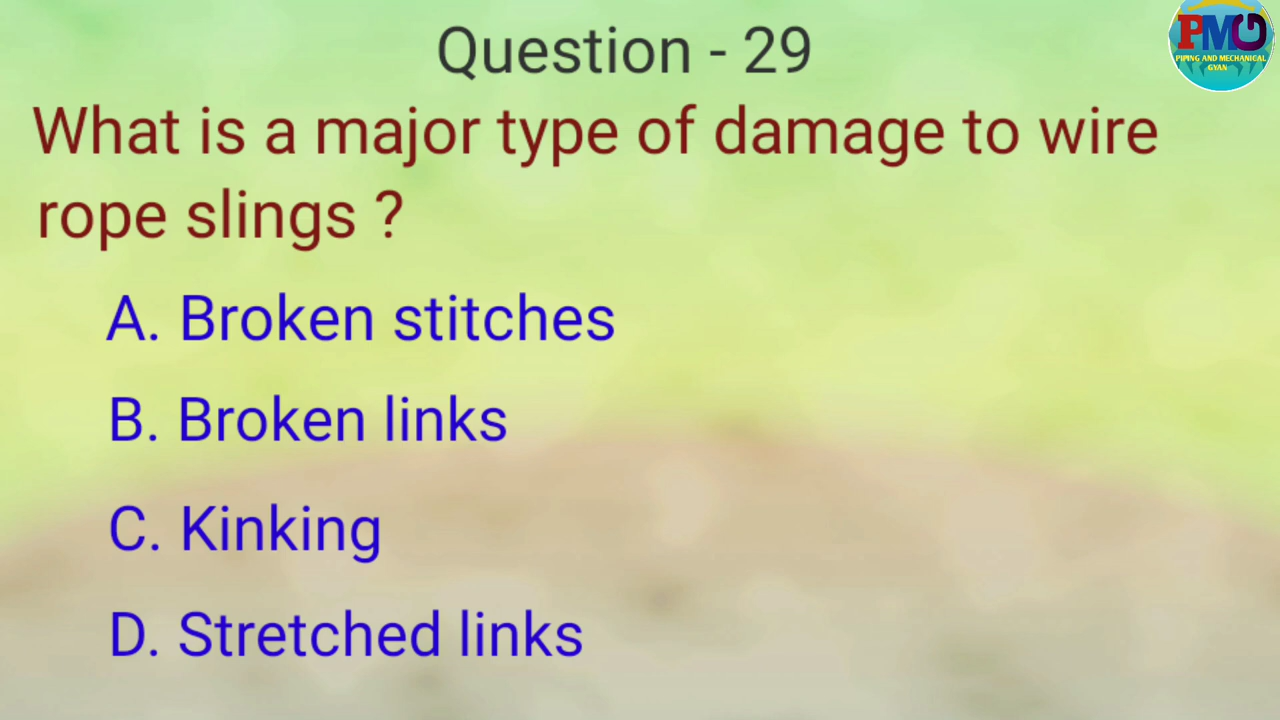 Question - 29
PMG
PIPING AND MECHANICAL
GYAN
What is a major type of damage to wire
rope slings ?
A. Broken stitches
B. Broken links
C. Kinking
D. Stretched links